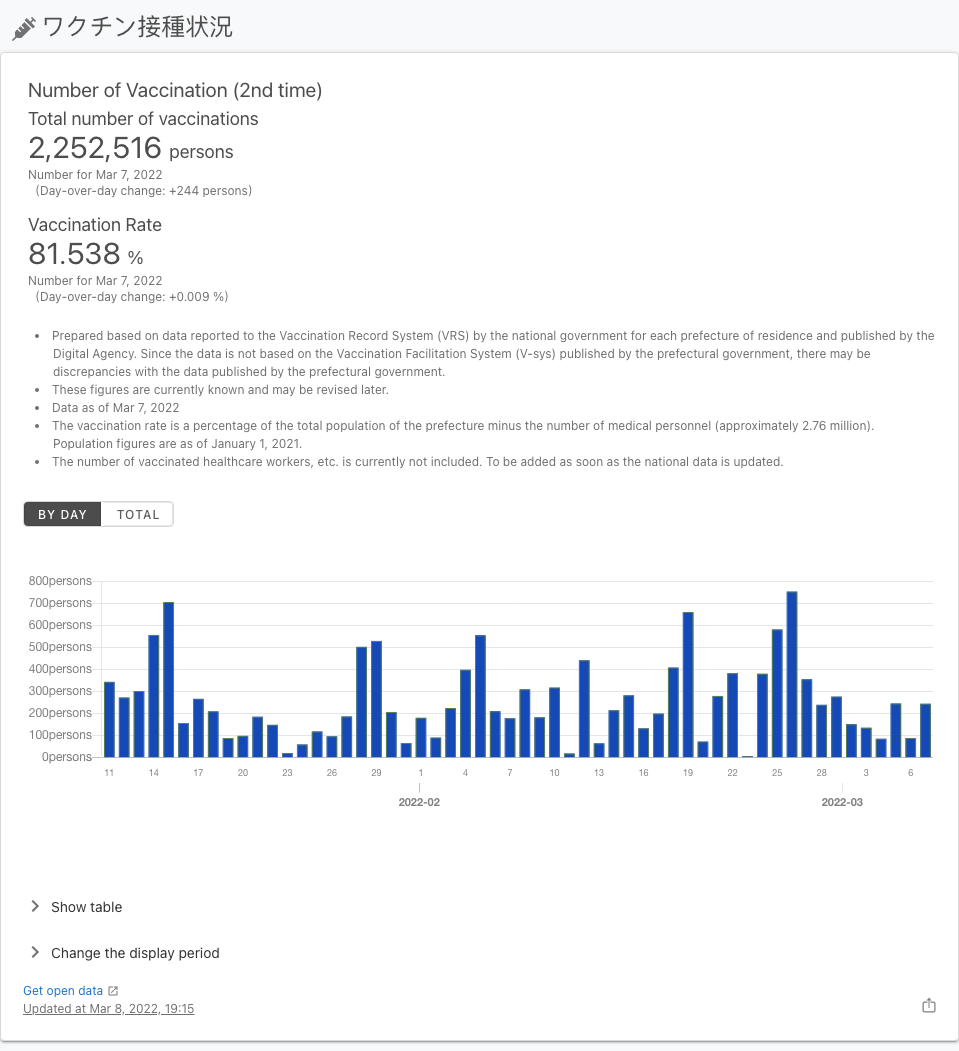 ワクチン接種状況
Number of Vaccination (2nd time)
Total number of vaccinations
2,252,516 persons
Number for Mar 7, 2022
(Day-over-day change: +244 persons)
Vaccination Rate
81.538 %
Number for Mar 7, 2022
(Day-over-day change: +0.009 %)
• Prepared based on data reported to the Vaccination Record System (VRS) by the national government for each prefecture of residence and published by the
Digital Agency. Since the data is not based on the Vaccination Facilitation System (V-sys) published by the prefectural government, there may be
discrepancies with the data published by the prefectural government.
• These figures are currently known and may be revised later.
• Data as of Mar 7, 2022
• The vaccination rate is a percentage of the total population of the prefecture minus the number of medical personnel (approximately 2.76 million).
Population figures are as of January 1, 2021.
• The number of vaccinated healthcare workers, etc. is currently not included. To be added as soon as the national data is updated.
BY DAY TOTAL
800persons
700persons
600persons
500persons
400persons
300persons
200persons
100persons
0persons
11 14 17 20 23 26 29 1 4 7 10 13 16 19 22 25 28 3 6
2022-02 2022-03
Show table
Change the display period
Get open data
Updated at Mar 8, 2022, 19:15